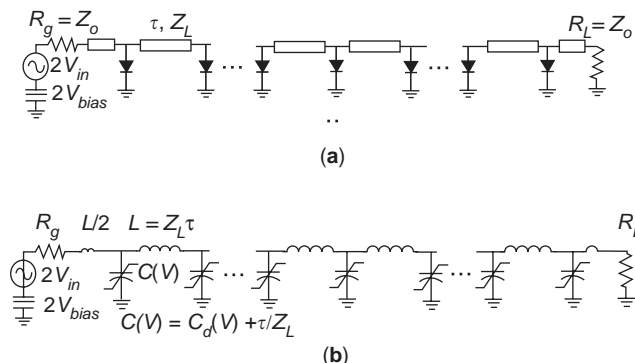 R_g = Z_o
τ, Z_L
R_L = Z_o
2V_in
2V_bias
(a)
R_g
L/2
L = Z_Lτ
2V_in
C(V)
2V_bias
C(V) = C_d(V) + τ/Z_L
(b)